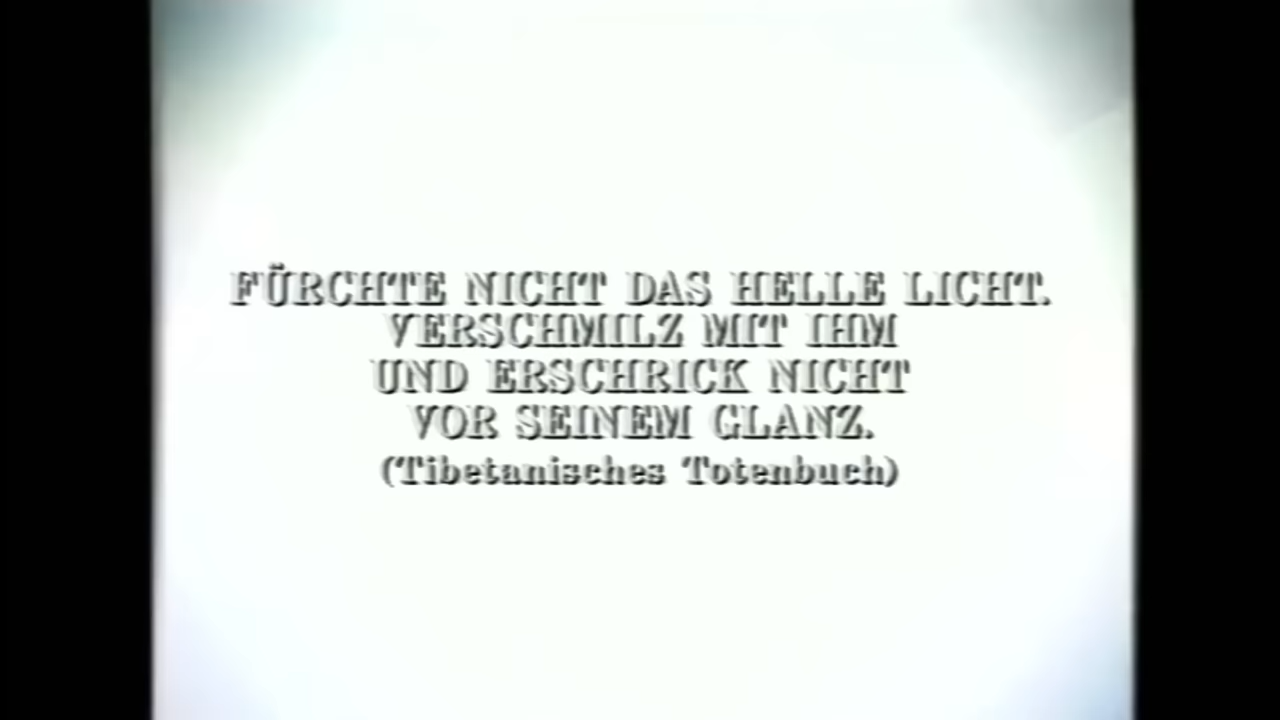 FÜRCHTE NICHT DAS HELLE LICHT.
VERSCHMILZ MIT IHM
UND ERSCHRICK NICHT
VOR SEINEM GLANZ.
(Tibetanisches Totenbuch)